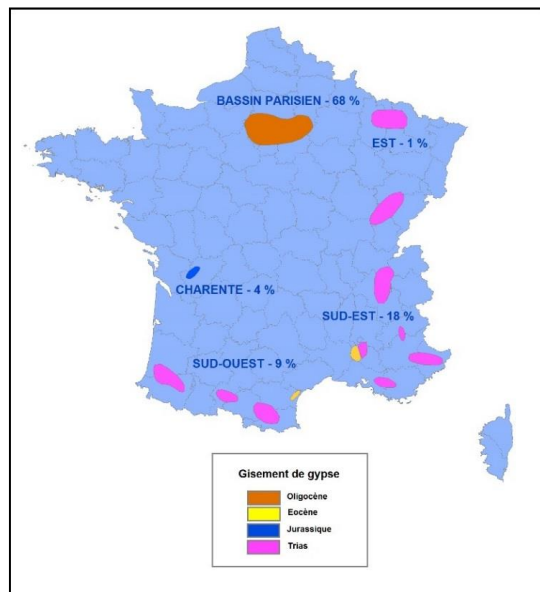 BASSIN PARISIEN - 68 %
EST - 1 %
CHARENTE - 4 %
SUD-EST - 18 %
SUD-OUEST - 9 %
Gisement de gypse
Oligocène
Eocène
Jurassique
Trias